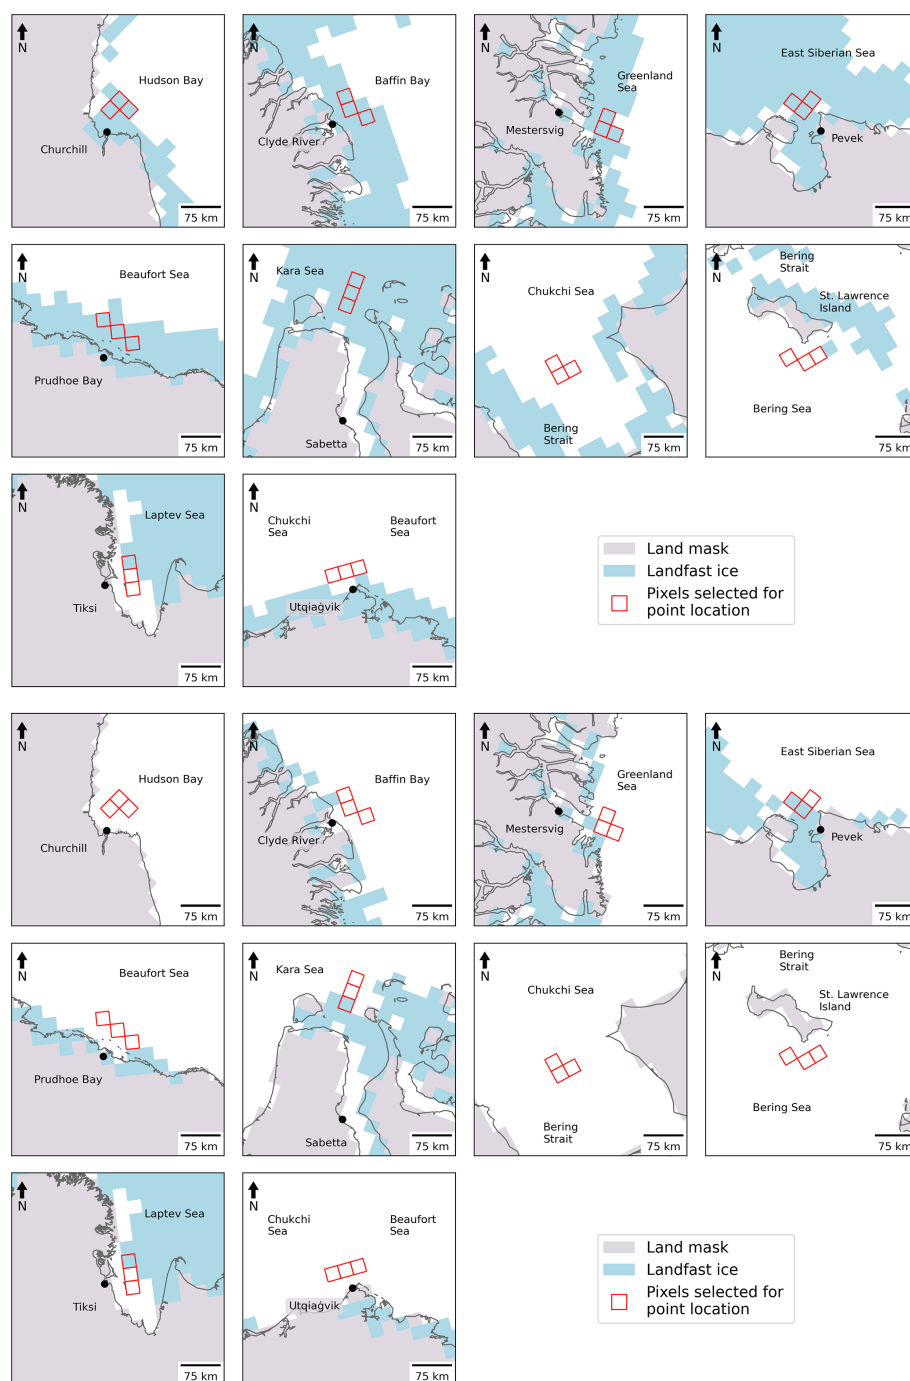 N
Hudson Bay
Churchill
75 km
N
Baffin Bay
Clyde River
75 km
N
Greenland
Sea
Mestersvig
75 km
N
East Siberian Sea
Pevek
75 km
N
Beaufort Sea
Prudhoe Bay
75 km
N
Kara Sea
Sabetta
75 km
N
Chukchi Sea
Bering
Strait
75 km
N
Bering
Strait
St. Lawrence
Island
Bering Sea
75 km
N
Laptev Sea
Tiksi
75 km
N
Chukchi
Sea
Beaufort
Sea
Utqiaġvik
75 km
Land mask
Landfast ice
Pixels selected for
point location
N
Hudson Bay
Churchill
75 km
N
Baffin Bay
Clyde River
75 km
N
Greenland
Sea
Mestersvig
75 km
N
East Siberian Sea
Pevek
75 km
N
Beaufort Sea
Prudhoe Bay
75 km
N
Kara Sea
Sabetta
75 km
N
Chukchi Sea
Bering
Strait
75 km
N
Bering
Strait
St. Lawrence
Island
Bering Sea
75 km
N
Laptev Sea
Tiksi
75 km
N
Chukchi
Sea
Beaufort
Sea
Utqiaġvik
75 km
Land mask
Landfast ice
Pixels selected for
point location